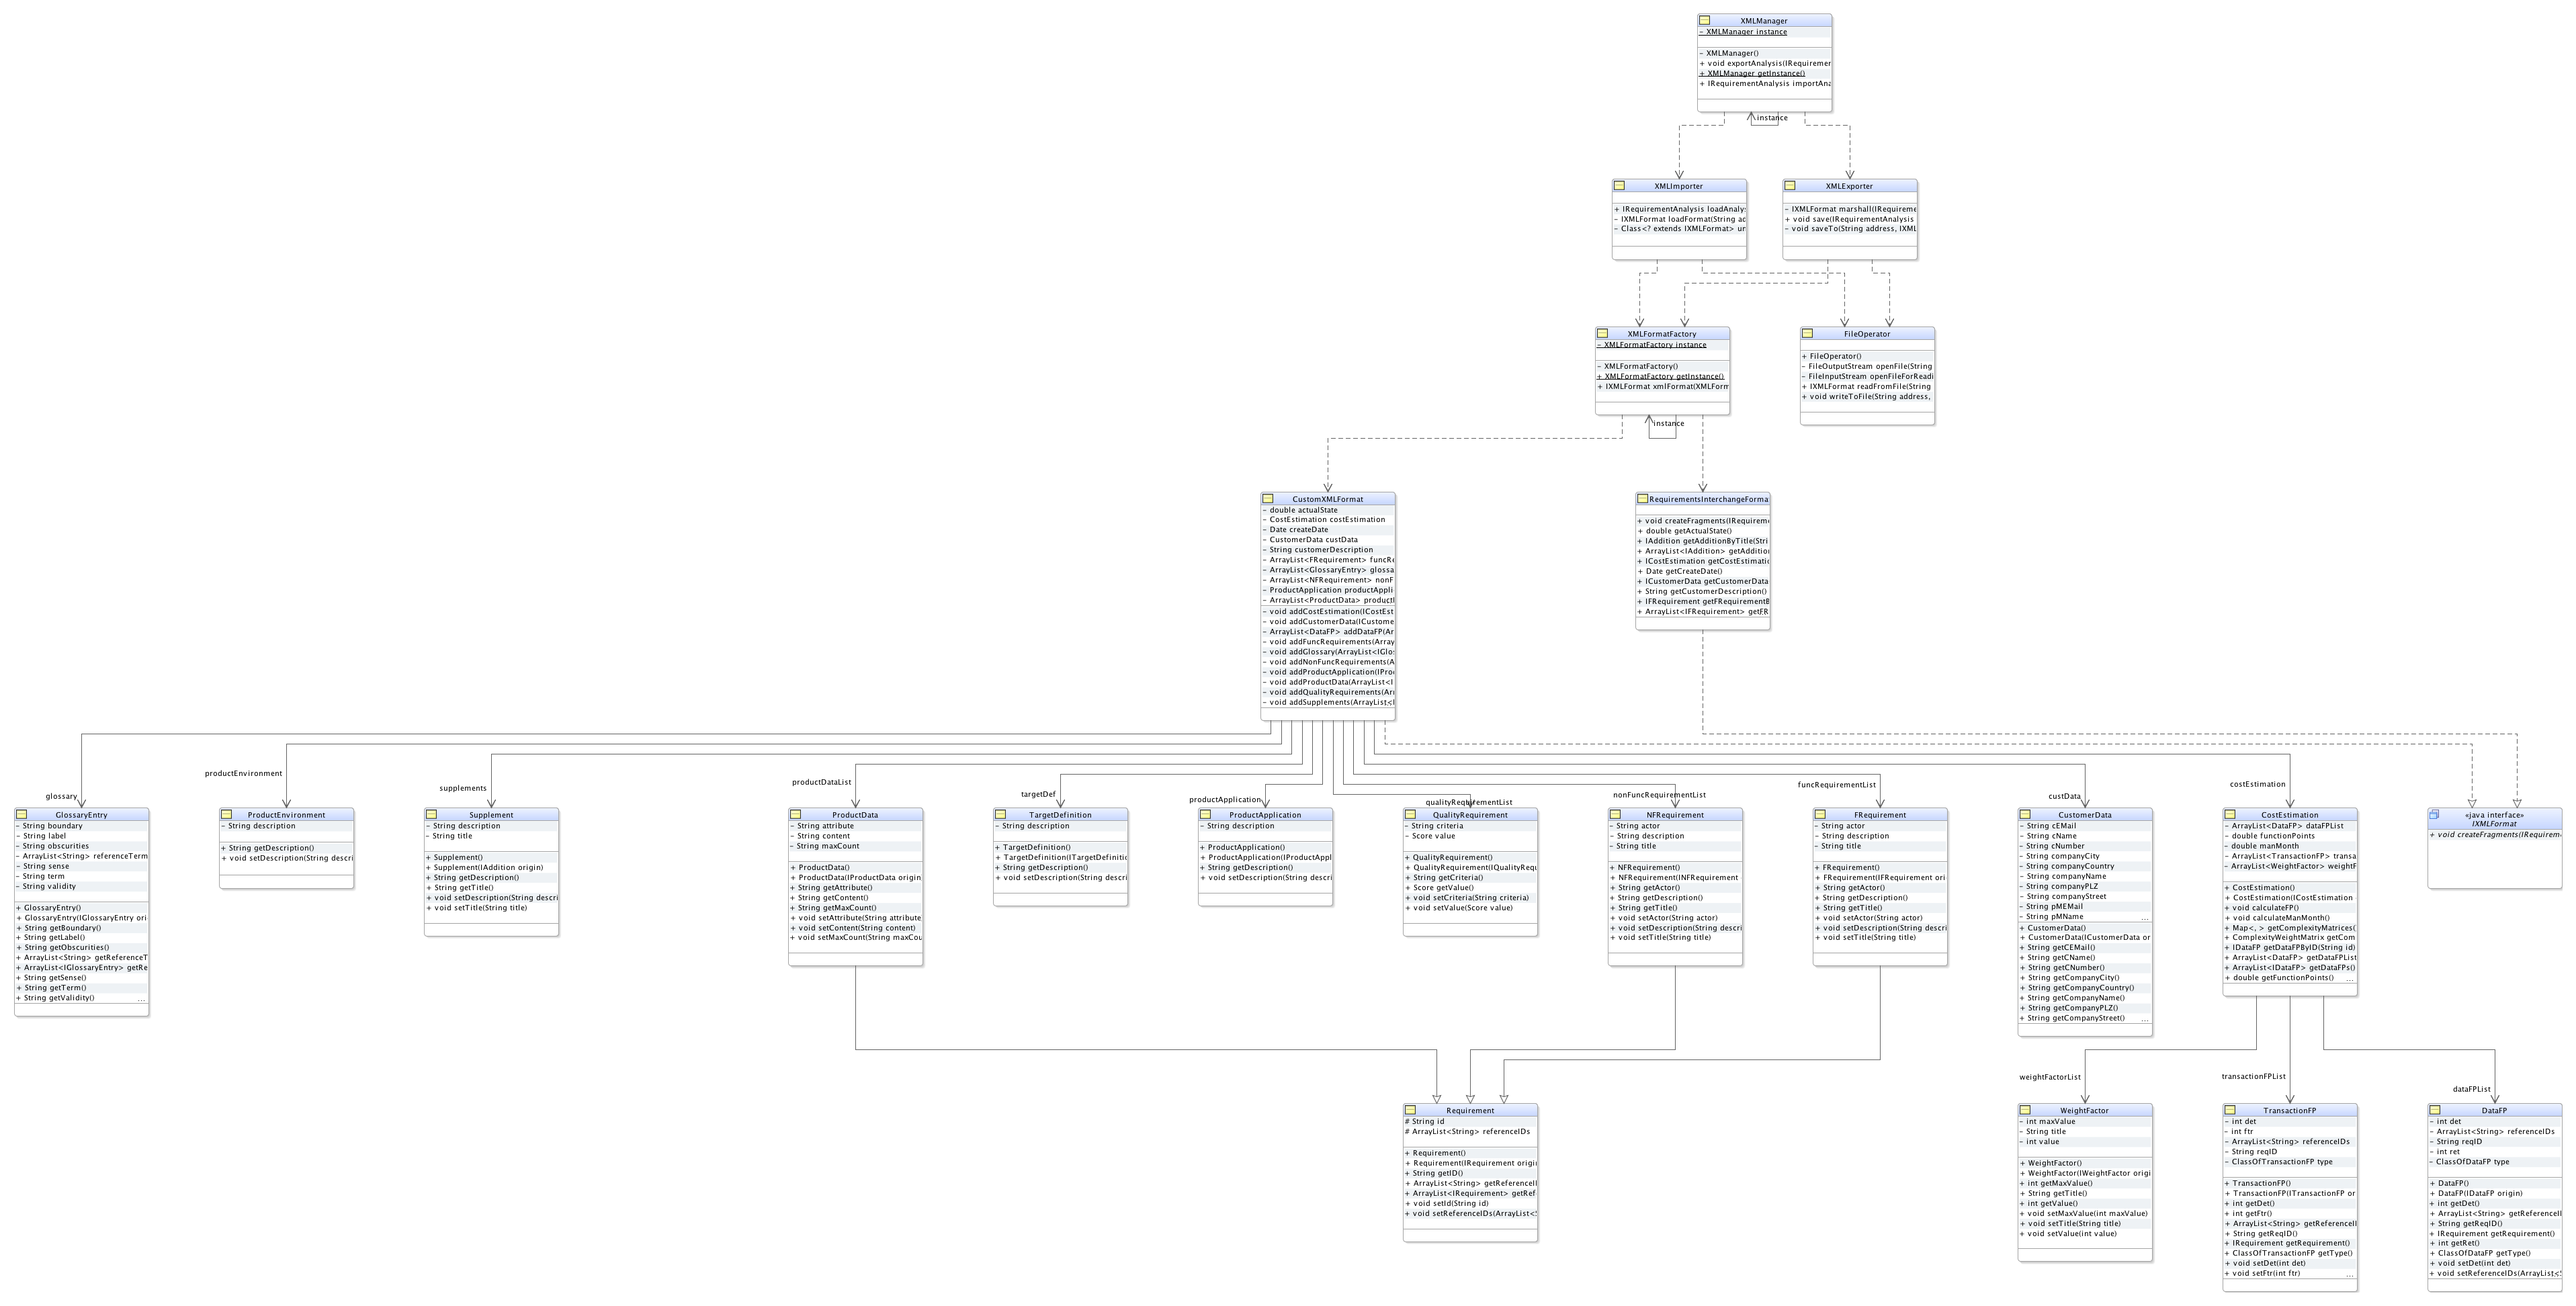 XMLManager
- XMLManager instance
- XMLManager()
+ void exportAnalysis(IRequiremen
+ XMLManager getInstance()
+ IRequirementAnalysis importAna
instance
XMLImporter
+ IRequirementAnalysis loadAnalys
- IXMLFormat loadFormat(String ad
- Class<? extends IXMLFormat> un
XMLExporter
- IXMLFormat marshall(IRequireme
+ void save(IRequirementAnalysis
- void saveTo(String address, IXML
XMLFormatFactory
- XMLFormatFactory instance
- XMLFormatFactory()
+ XMLFormatFactory getInstance()
+ IXMLFormat xmlFormat(XMLForm
instance
FileOperator
+ FileOperator()
- FileOutputStream openFile(String
- FileInputStream openFileForReadi
+ IXMLFormat readFromFile(String
+ void writeToFile(String address,
CustomXMLFormat
- double actualState
- CostEstimation costEstimation
- Date createDate
- CustomerData custData
- String customerDescription
- ArrayList<FRequirement> funcRe
- ArrayList<GlossaryEntry> glossa
- ArrayList<NFRequirement> nonF
- ProductApplication productAppli
- ArrayList<ProductData> product
- void addCostEstimation(ICostEst
- void addCustomerData(ICustome
- ArrayList<DataFP> addDataFP(Ar
- void addFuncRequirements(Array
- void addGlossary(ArrayList<IGlos
- void addNonFuncRequirements(A
- void addProductApplication(IPro
- void addProductData(ArrayList<I
- void addQualityRequirements(Arr
- void addSupplements(ArrayList<I
RequirementsInterchangeForma
+ void createFragments(IRequirem
+ double getActualState()
+ IAddition getAdditionByTitle(Stri
+ ArrayList<IAddition> getAddition
+ ICostEstimation getCostEstimatio
+ Date getCreateDate()
+ ICustomerData getCustomerData
+ String getCustomerDescription()
+ IFRequirement getFRequirementB
+ ArrayList<IFRequirement> getFR
glossary
productEnvironment
supplements
productDataList
targetDef
productApplication
qualityRequirementList
nonFuncRequirementList
funcRequirementList
custData
costEstimation
GlossaryEntry
- String boundary
- String label
- String obscurities
- ArrayList<String> referenceTerm
- String sense
- String term
- String validity
+ GlossaryEntry()
+ GlossaryEntry(IGlossaryEntry ori
+ String getBoundary()
+ String getLabel()
+ String getObscurities()
+ ArrayList<String> getReferenceT
+ ArrayList<IGlossaryEntry> getRe
+ String getSense()
+ String getTerm()
+ String getValidity() ...
ProductEnvironment
- String description
+ String getDescription()
+ void setDescription(String descri
Supplement
- String description
- String title
+ Supplement()
+ Supplement(IAddition origin)
+ String getDescription()
+ String getTitle()
+ void setDescription(String descri
+ void setTitle(String title)
ProductData
- String attribute
- String content
- String maxCount
+ ProductData()
+ ProductData(IProductData origin
+ String getAttribute()
+ String getContent()
+ String getMaxCount()
+ void setAttribute(String attribute
+ void setContent(String content)
+ void setMaxCount(String maxCou
TargetDefinition
- String description
+ TargetDefinition()
+ TargetDefinition(ITargetDefinitio
+ String getDescription()
+ void setDescription(String descri
ProductApplication
- String description
+ ProductApplication()
+ ProductApplication(IProductAppl
+ String getDescription()
+ void setDescription(String descri
QualityRequirement
- String criteria
- Score value
+ QualityRequirement()
+ QualityRequirement(IQualityRequ
+ String getCriteria()
+ Score getValue()
+ void setCriteria(String criteria)
+ void setValue(Score value)
NFRequirement
- String actor
- String description
- String title
+ NFRequirement()
+ NFRequirement(INFRequirement
+ String getActor()
+ String getDescription()
+ String getTitle()
+ void setActor(String actor)
+ void setDescription(String descri
+ void setTitle(String title)
FRequirement
- String actor
- String description
- String title
+ FRequirement()
+ FRequirement(IFRequirement ori
+ String getActor()
+ String getDescription()
+ String getTitle()
+ void setActor(String actor)
+ void setDescription(String descri
+ void setTitle(String title)
CustomerData
- String cEMail
- String cName
- String cNumber
- String companyCity
- String companyCountry
- String companyName
- String companyPLZ
- String companyStreet
- String pMEMail
- String pMName ...
+ CustomerData()
+ CustomerData(ICustomerData or
+ String getCEMail()
+ String getCName()
+ String getCNumber()
+ String getCompanyCity()
+ String getCompanyCountry()
+ String getCompanyName()
+ String getCompanyPLZ()
+ String getCompanyStreet() ...
CostEstimation
- ArrayList<DataFP> dataFPList
- double functionPoints
- double manMonth
- ArrayList<TransactionFP> transa
- ArrayList<WeightFactor> weightF
+ CostEstimation()
+ CostEstimation(ICostEstimation
+ void calculateFP()
+ void calculateManMonth()
+ Map<, > getComplexityMatrices(
+ ComplexityWeightMatrix getCom
+ IDataFP getDataFPByID(String id)
+ ArrayList<DataFP> getDataFPList
+ ArrayList<IDataFP> getDataFPs()
+ double getFunctionPoints() ...
«java interface»
IXMLFormat
+ void createFragments(IRequirem
weightFactorList
transactionFPList
dataFPList
Requirement
# String id
# ArrayList<String> referenceIDs
+ Requirement()
+ Requirement(IRequirement origin
+ String getID()
+ ArrayList<String> getReferenceII
+ ArrayList<IRequirement> getRef
+ void setId(String id)
+ void setReferenceIDs(ArrayList<S
WeightFactor
- int maxValue
- String title
- int value
+ WeightFactor()
+ WeightFactor(IWeightFactor origi
+ int getMaxValue()
+ String getTitle()
+ int getValue()
+ void setMaxValue(int maxValue)
+ void setTitle(String title)
+ void setValue(int value)
TransactionFP
- int det
- int ftr
- ArrayList<String> referenceIDs
- String reqID
- ClassOfTransactionFP type
+ TransactionFP()
+ TransactionFP(ITransactionFP or
+ int getDet()
+ int getFtr()
+ ArrayList<String> getReferenceII
+ String getReqID()
+ IRequirement getRequirement()
+ ClassOfTransactionFP getType()
+ void setDet(int det)
+ void setFtr(int ftr) ...
DataFP
- int det
- ArrayList<String> referenceIDs
- String reqID
- int ret
- ClassOfDataFP type
+ DataFP()
+ DataFP(IDataFP origin)
+ int getDet()
+ ArrayList<String> getReferenceII
+ String getReqID()
+ IRequirement getRequirement()
+ int getRet()
+ ClassOfDataFP getType()
+ void setDet(int det)
+ void setReferenceIDs(ArrayList<S